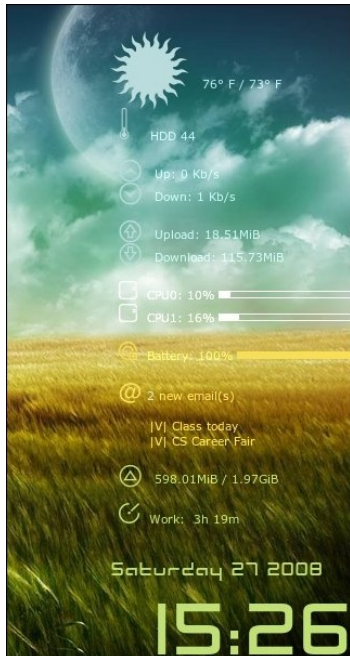 76° F / 73° F
HDD 44
Up: 0 Kb/s
Down: 1 Kb/s
Upload: 18.51MiB
Download: 115.73MiB
CPU0: 10%
CPU1: 16%
Battery: 100%
@ 2 new email(s)
|V| Class today
|V| CS Career Fair
598.01MiB / 1.97GiB
Work: 3h 19m
Saturday 27 2008
15:26